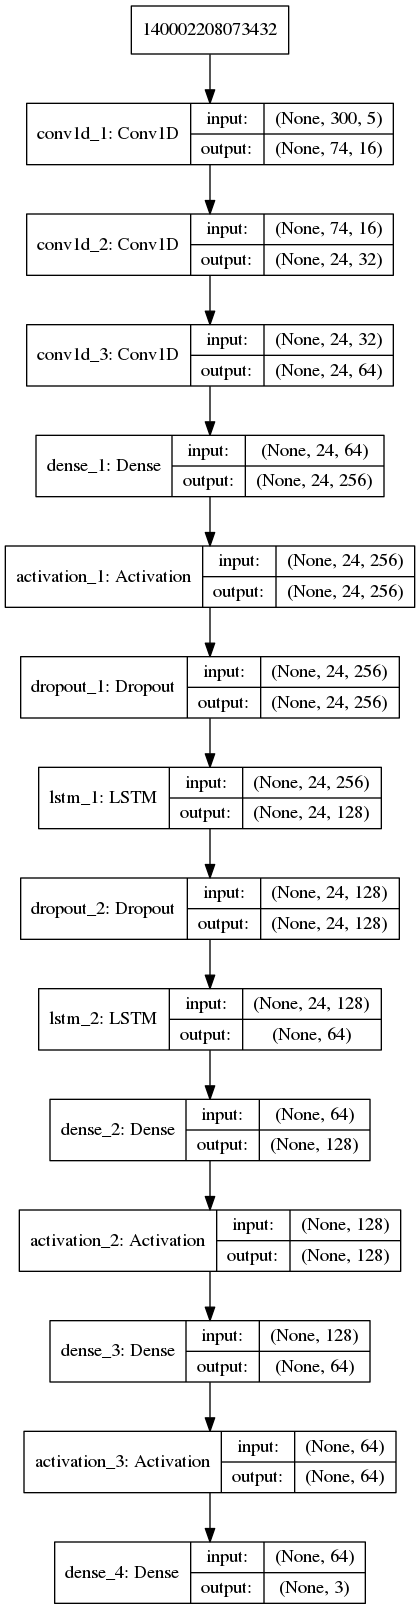 140002208073432
conv1d_1: Conv1D input: (None, 300, 5)
output: (None, 74, 16)
conv1d_2: Conv1D input: (None, 74, 16)
output: (None, 24, 32)
conv1d_3: Conv1D input: (None, 24, 32)
output: (None, 24, 64)
dense_1: Dense input: (None, 24, 64)
output: (None, 24, 256)
activation_1: Activation input: (None, 24, 256)
output: (None, 24, 256)
dropout_1: Dropout input: (None, 24, 256)
output: (None, 24, 256)
lstm_1: LSTM input: (None, 24, 256)
output: (None, 24, 128)
dropout_2: Dropout input: (None, 24, 128)
output: (None, 24, 128)
lstm_2: LSTM input: (None, 24, 128)
output: (None, 64)
dense_2: Dense input: (None, 64)
output: (None, 128)
activation_2: Activation input: (None, 128)
output: (None, 128)
dense_3: Dense input: (None, 128)
output: (None, 64)
activation_3: Activation input: (None, 64)
output: (None, 64)
dense_4: Dense input: (None, 64)
output: (None, 3)